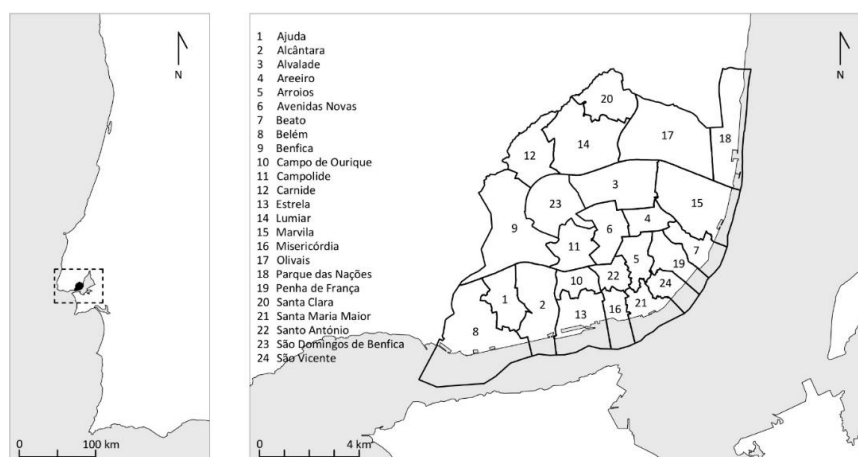 N
0
100 km
1 Ajuda
2 Alcântara
3 Alvalade
4 Areeiro
5 Arroios
6 Avenidas Novas
7 Beato
8 Belém
9 Benfica
10 Campo de Ourique
11 Campolide
12 Carnide
13 Estrela
14 Lumiar
15 Marvila
16 Misericórdia
17 Olivais
18 Parque das Nações
19 Penha de França
20 Santa Clara
21 Santa Maria Maior
22 Santo António
23 São Domingos de Benfica
24 São Vicente
N
20
17
18
14
12
3
23
15
4
6
9
11
7
5
19
10
22
24
1
2
21
16
13
8
0
4 km